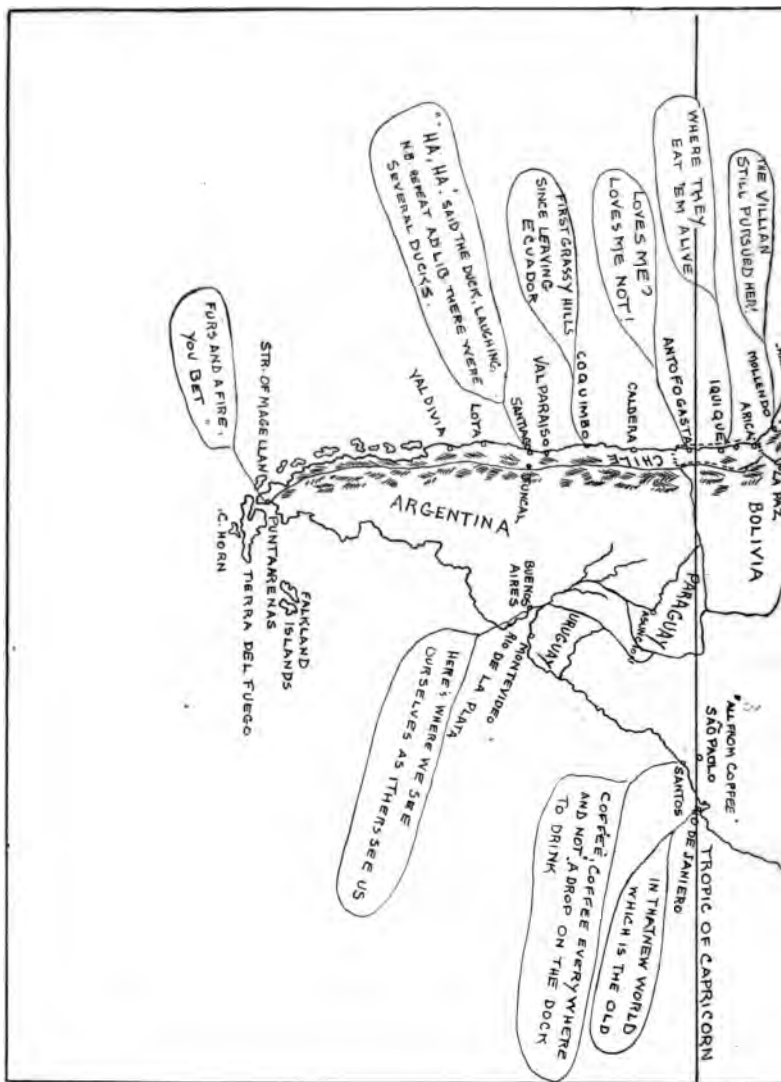 THE VILLIAN
STILL PURSUED HER!
WHERE THEY
EAT 'EM ALIVE
LOVES ME?
LOVES ME NOT!
FIRST GRASSY HILLS
SINCE LEAVING
ECUADOR
"HA, HA'. SAID THE DUCK, LAUGHING.
N.B. REPEAT AD LIB. THERE WERE
SEVERAL DUCKS.
FURS AND A FIRE,
YOU BET"
MOLLENDO
ARICA
IQUIQUE
ANTOFOGASTA
CALDERA
COQUIMBO
VALPARAISO
SANTIAGO
LOTA
VALDIVIA
STR. OF MAGELLAN
LA PAZ
CHILE
BUNCAL
BOLIVIA
ARGENTINA
PUNTA ARENAS
C. HORN
TIERRA DEL FUEGO
FALKLAND
ISLANDS
PARAGUAY
ASUNCION
URUGUAY
BUENOS
AIRES
MONTEVIDEO
RIO DE LA PLATA
"ALL FROM COFFEE"
SÃO PAOLO
SANTOS
RIO DE JANIERO
TROPIC OF CAPRICORN
HERE'S WHERE WE SEE
OURSELVES AS ITHERS SEE US
COFFEE, COFFEE EVERYWHERE
AND NOT A DROP ON THE DOCK
TO DRINK
IN THAT NEW WORLD
WHICH IS THE OLD